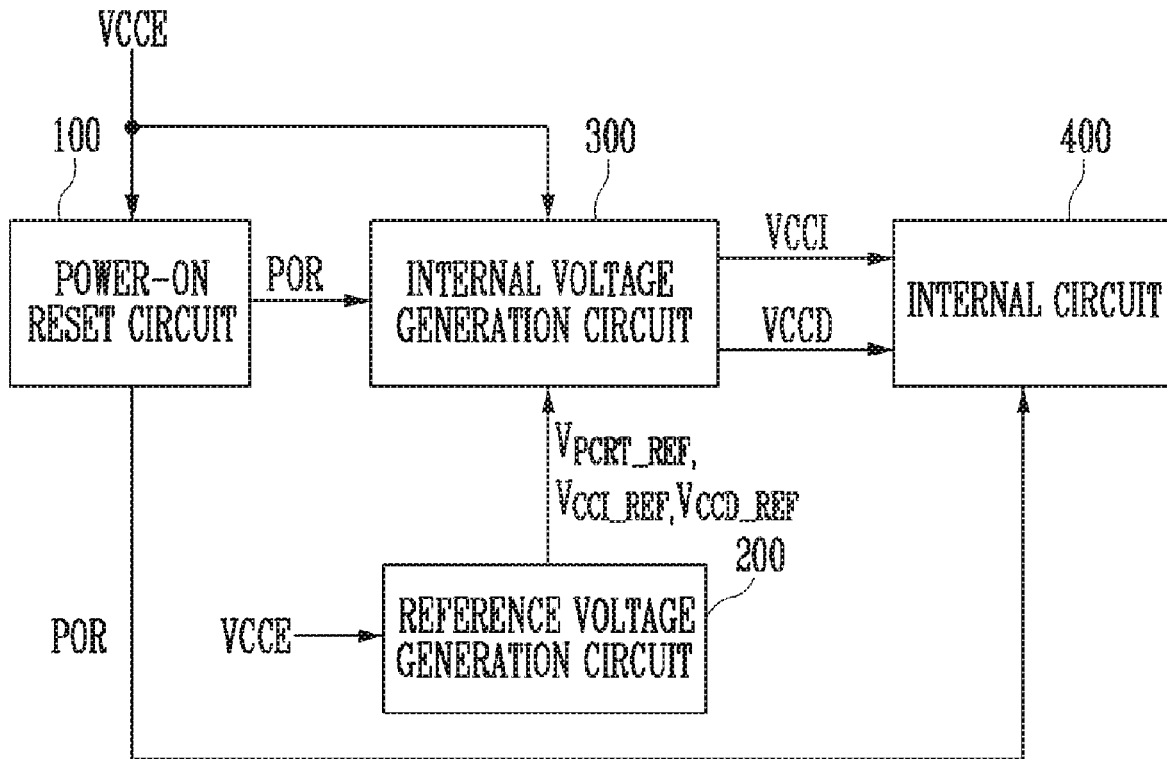 VCCE
100
300
400
POWER-ON
RESET CIRCUIT
POR
INTERNAL VOLTAGE
GENERATION CIRCUIT
VCCI
VCCD
INTERNAL CIRCUIT
VPCRT_REF,
VCCI_REF,VCCD_REF
200
POR
VCCE
REFERENCE VOLTAGE
GENERATION CIRCUIT